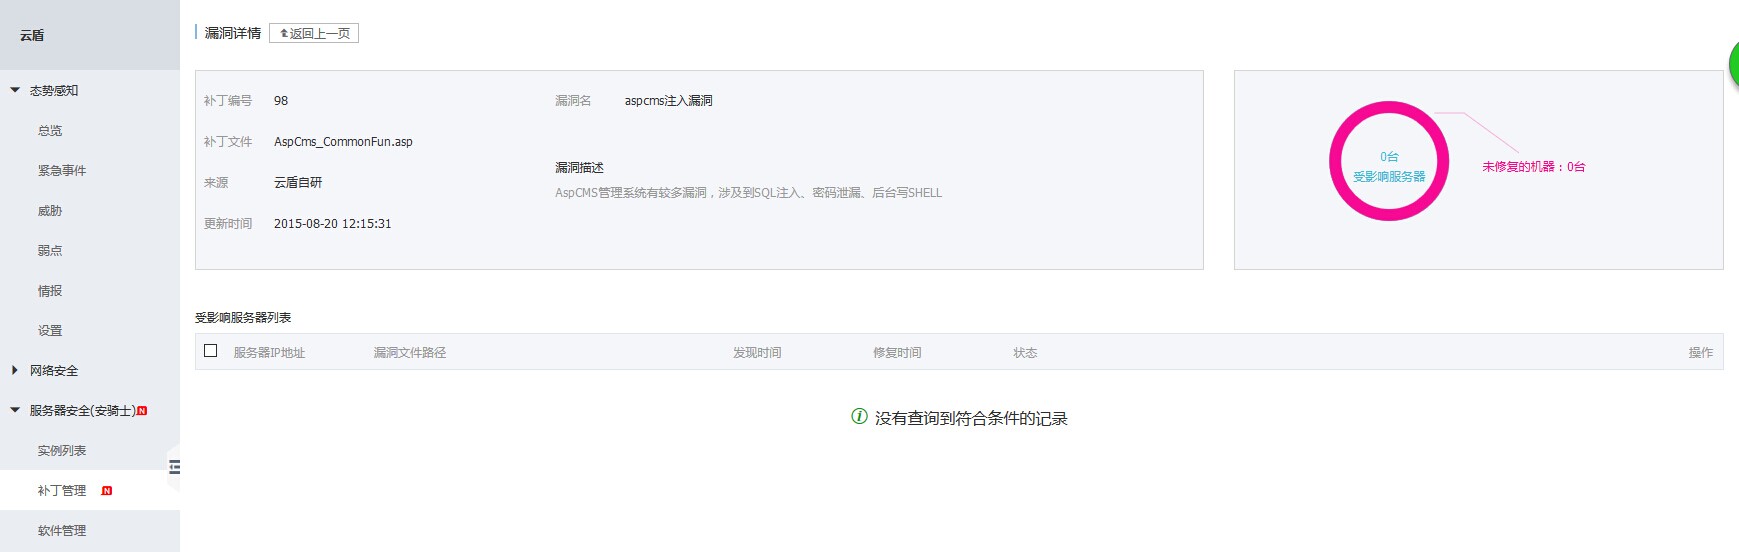 云盾
态势感知
总览
紧急事件
威胁
弱点
情报
设置
网络安全
服务器安全(安骑士) N
实例列表
补丁管理 N
软件管理
漏洞详情 返回上一页
补丁编号 98 漏洞名 aspcms注入漏洞
补丁文件 AspCms_CommonFun.asp
漏洞描述
来源 云盾自研
AspCMS管理系统有较多漏洞，涉及到SQL注入、密码泄漏、后台写SHELL
更新时间 2015-08-20 12:15:31
0台
受影响服务器
未修复的机器：0台
受影响服务器列表
服务器IP地址 漏洞文件路径 发现时间 修复时间 状态 操作
没有查询到符合条件的记录